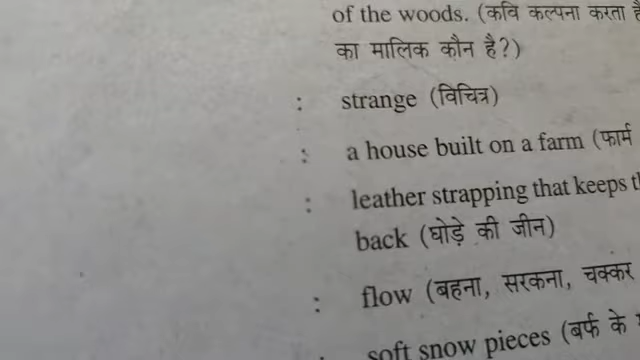 of the woods. (कवि कल्पना करता
का मालिक कौन है?)
: strange (विचित्र)
: a house built on a farm (फार्म
: leather strapping that keeps
back (घोड़े की जीन)
: flow (बहना, सरकना, चक्कर
: soft snow pieces (बर्फ के